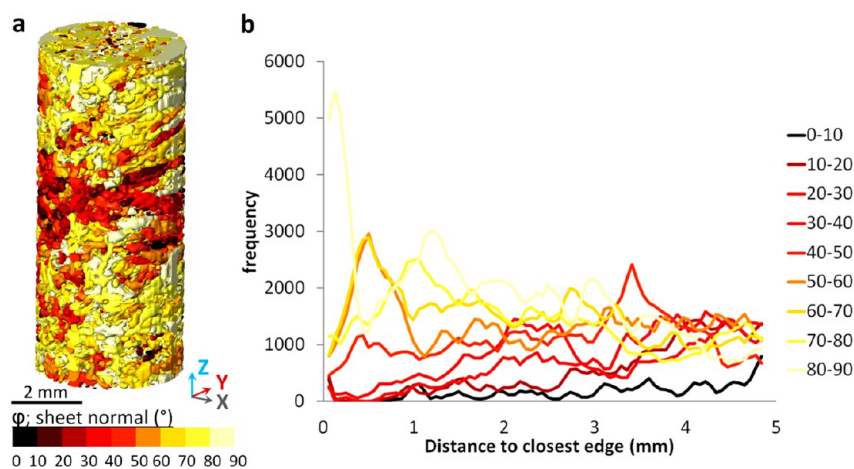 a
Z
Y
X
2 mm
φ; sheet normal (°)
0 10 20 30 40 50 60 70 80 90
b
6000
5000
4000
3000
2000
1000
0
frequency
0 1 2 3 4 5
Distance to closest edge (mm)
0-10
10-20
20-30
30-40
40-50
50-60
60-70
70-80
80-90